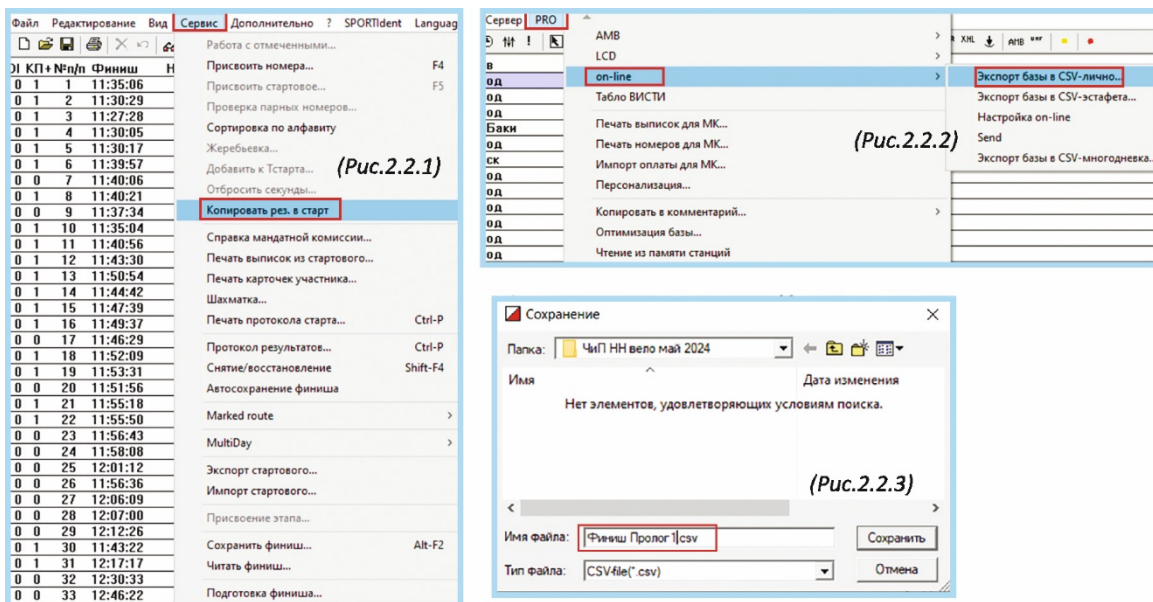 Файл Редактирование Вид Сервис Дополнительно ? SPORTIdent Languag
КП+ №п/п Финиш Н
0 1 1 11:35:06
0 1 2 11:30:29
0 1 3 11:27:28
0 1 4 11:30:05
0 1 5 11:30:17
0 1 6 11:39:57
0 0 7 11:40:06
0 1 8 11:40:21
0 0 9 11:37:34
0 1 10 11:35:04
0 1 11 11:40:56
0 1 12 11:43:30
0 1 13 11:50:54
0 1 14 11:44:42
0 1 15 11:47:39
0 1 16 11:49:37
0 0 17 11:46:29
0 1 18 11:52:09
0 1 19 11:53:31
0 0 20 11:51:56
0 1 21 11:55:18
0 1 22 11:55:50
0 0 23 11:56:43
0 0 24 11:58:08
0 0 25 12:01:12
0 0 26 11:56:36
0 0 27 12:06:09
0 0 28 12:07:00
0 0 29 12:12:26
0 1 30 11:43:22
0 1 31 12:17:17
0 0 32 12:30:33
0 0 33 12:46:22
Работа с отмеченными...
Присвоить номера... F4
Присвоить стартовое... F5
Проверка парных номеров...
Сортировка по алфавиту
Жеребьевка...
Добавить к Тстарта...
Отбросить секунды...
Копировать рез. в старт
Справка мандатной комиссии...
Печать выписок из стартового...
Печать карточек участника...
Шахматка...
Печать протокола старта... Ctrl-P
Протокол результатов... Ctrl-P
Снятие/восстановление Shift-F4
Автосохранение финиша
Marked route
MultiDay
Экспорт стартового...
Импорт стартового...
Присвоение этапа...
Сохранить финиш... Alt-F2
Читать финиш...
Подготовка финиша...
(Рис.2.2.1)
Сервер PRO
XML AMB
в
од
од
од
Баки
од
ск
од
од
од
од
од
од
AMB
LCD
on-line
Табло ВИСТИ
Печать выписок для МК...
Печать номеров для МК...
Импорт оплаты для МК...
Персонализация...
Копировать в комментарий...
Оптимизация базы...
Чтение из памяти станций
Экспорт базы в CSV-лично...
Экспорт базы в CSV-эстафета...
Настройка on-line
Send
Экспорт базы в CSV-многодневка...
(Рис.2.2.2)
Сохранение
Папка: ЧиП НН вело май 2024
Имя Дата изменения
Нет элементов, удовлетворяющих условиям поиска.
(Рис.2.2.3)
Имя файла: Финиш Пролог 1.csv Сохранить
Тип файла: CSV-file(*.csv) Отмена